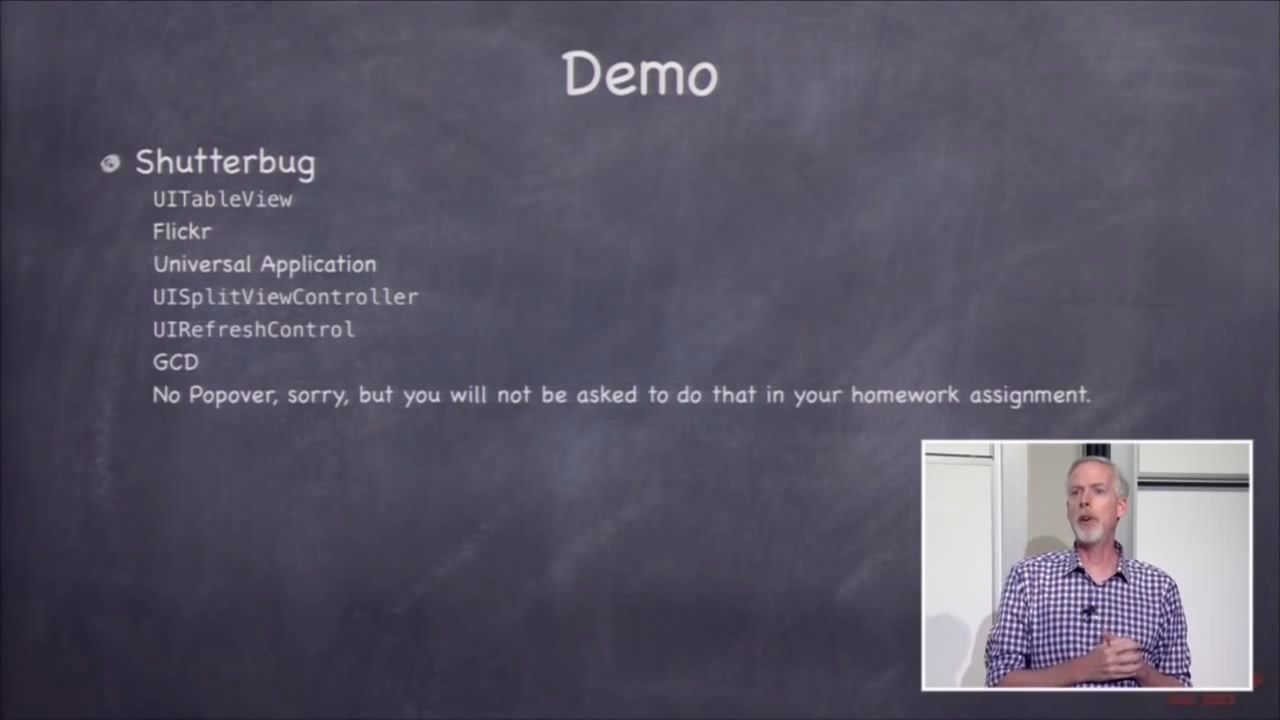 Demo
Shutterbug
UITableView
Flickr
Universal Application
UISplitViewController
UIRefreshControl
GCD
No Popover, sorry, but you will not be asked to do that in your homework assignment.